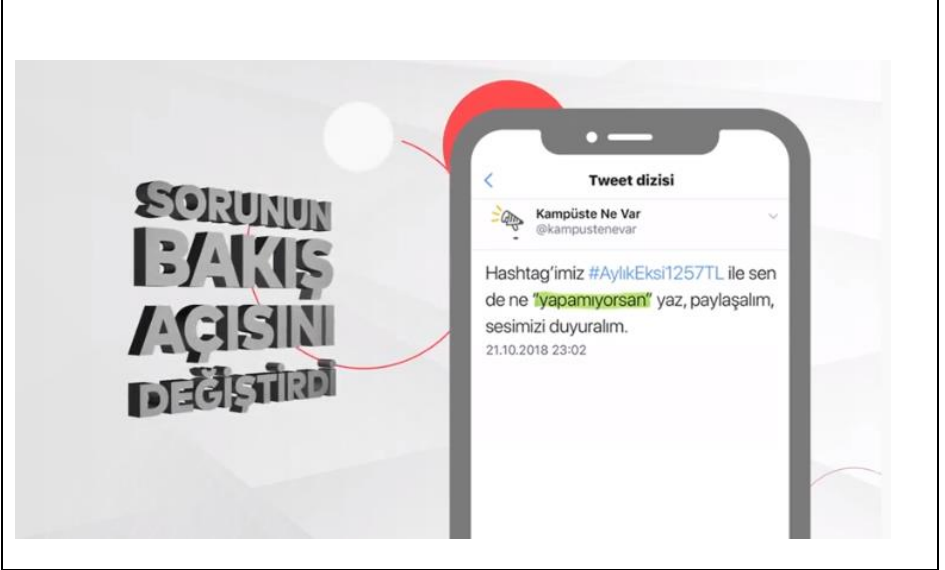 SORUNUN
BAKIŞ
AÇISINI
DEĞİŞTİRDİ
Tweet dizisi
Kampüste Ne Var
@kampustenevar
Hashtag’imiz #AylıkEksi1257TL ile sen
de ne “yapamıyorsan” yaz, paylaşalım,
sesimizi duyuralım.
21.10.2018 23:02